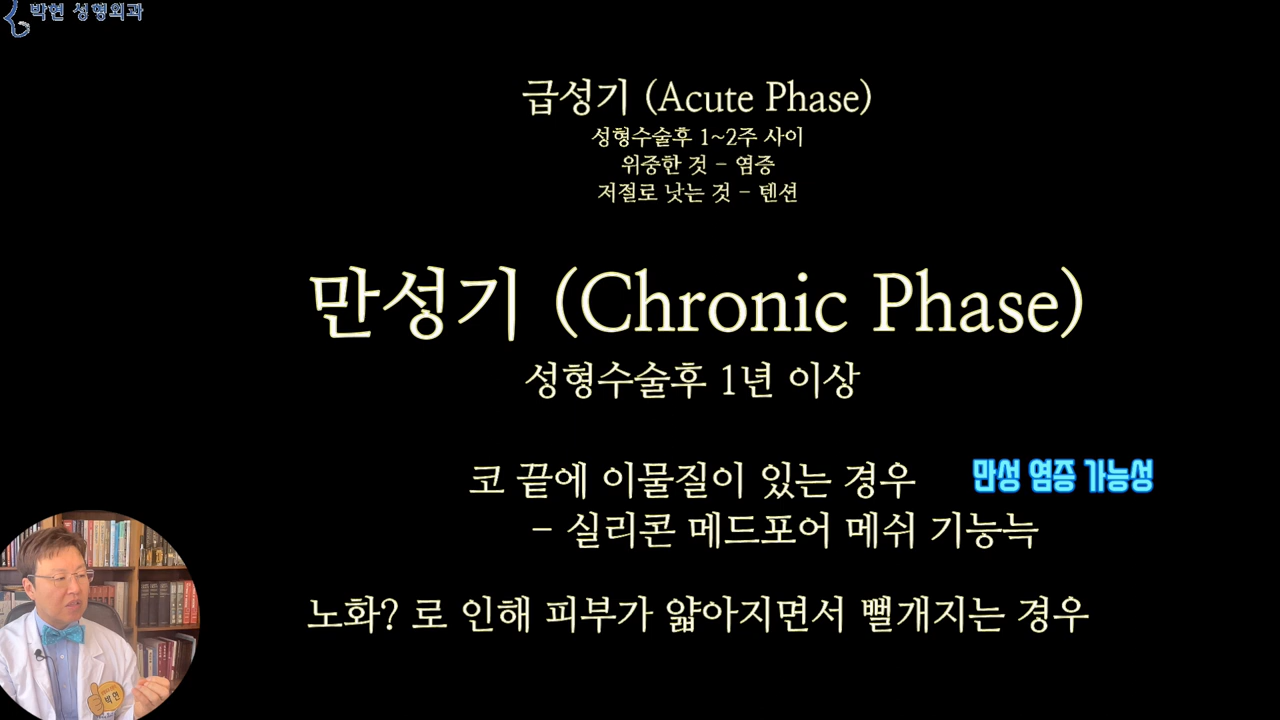 박현 성형외과
급성기 (Acute Phase)
성형수술후 1~2주 사이
위중한 것 - 염증
저절로 낫는 것 - 텐션
만성기 (Chronic Phase)
성형수술후 1년 이상
코 끝에 이물질이 있는 경우
만성 염증 가능성
- 실리콘 메드포어 메쉬 기능늑
노화? 로 인해 피부가 얇아지면서 뻘개지는 경우
박현